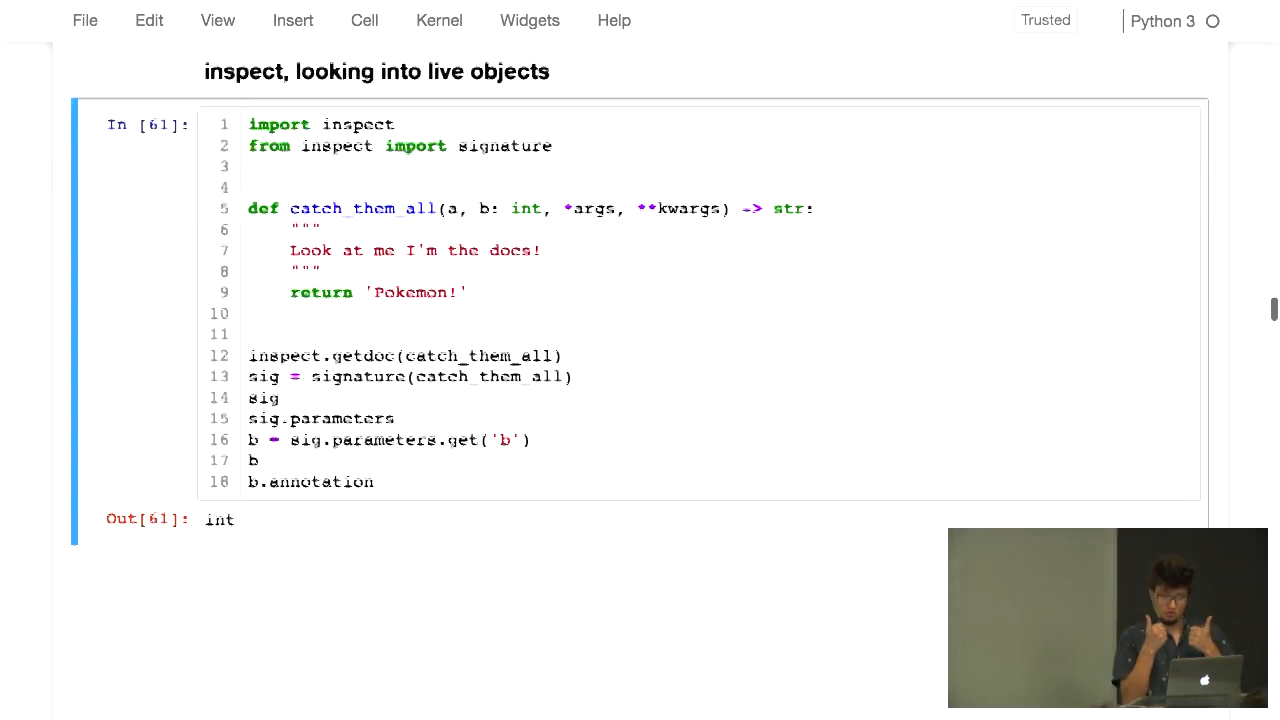 File Edit View Insert Cell Kernel Widgets Help Trusted Python 3
inspect, looking into live objects
In [61]:
1 import inspect
2 from inspect import signature
3
4
5 def catch_them_all(a, b: int, *args, **kwargs) -> str:
6     """
7     Look at me I'm the docs!
8     """
9     return 'Pokemon!'
10
11
12 inspect.getdoc(catch_them_all)
13 sig = signature(catch_them_all)
14 sig
15 sig.parameters
16 b = sig.parameters.get('b')
17 b
18 b.annotation
Out[61]: int